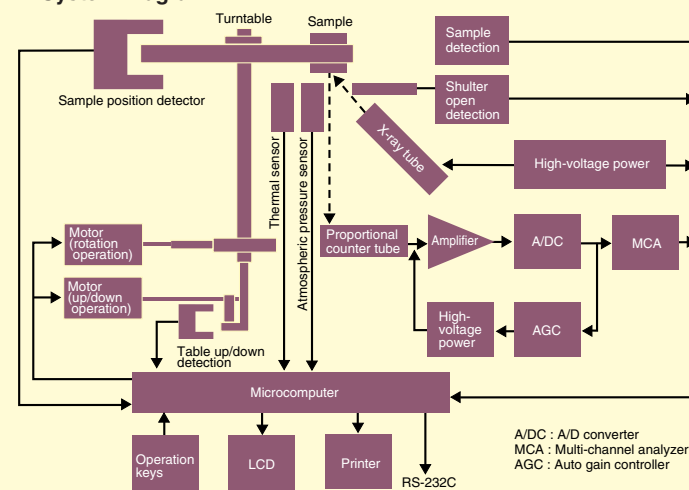 Turntable
Sample
Sample position detector
Sample
detection
Shulter
open
detection
X-ray tube
High-voltage power
Thermal sensor
Atmospheric pressure sensor
Motor
(rotation
operation)
Motor
(up/down
operation)
Table up/down
detection
Proportional
counter tube
Amplifier
A/DC
MCA
High-
voltage
power
AGC
Microcomputer
Operation
keys
LCD
Printer
RS-232C
A/DC : A/D converter
MCA : Multi-channel analyzer
AGC : Auto gain controller